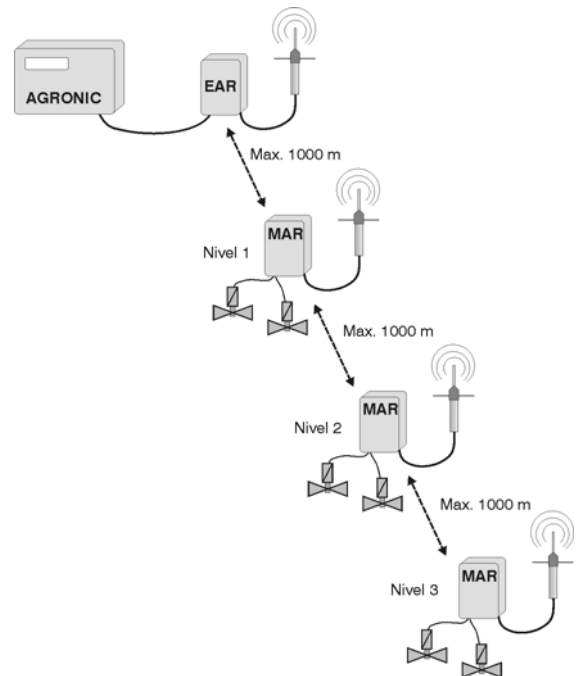 AGRONIC
EAR
Max. 1000 m
MAR
Nivel 1
Max. 1000 m
MAR
Nivel 2
Max. 1000 m
MAR
Nivel 3